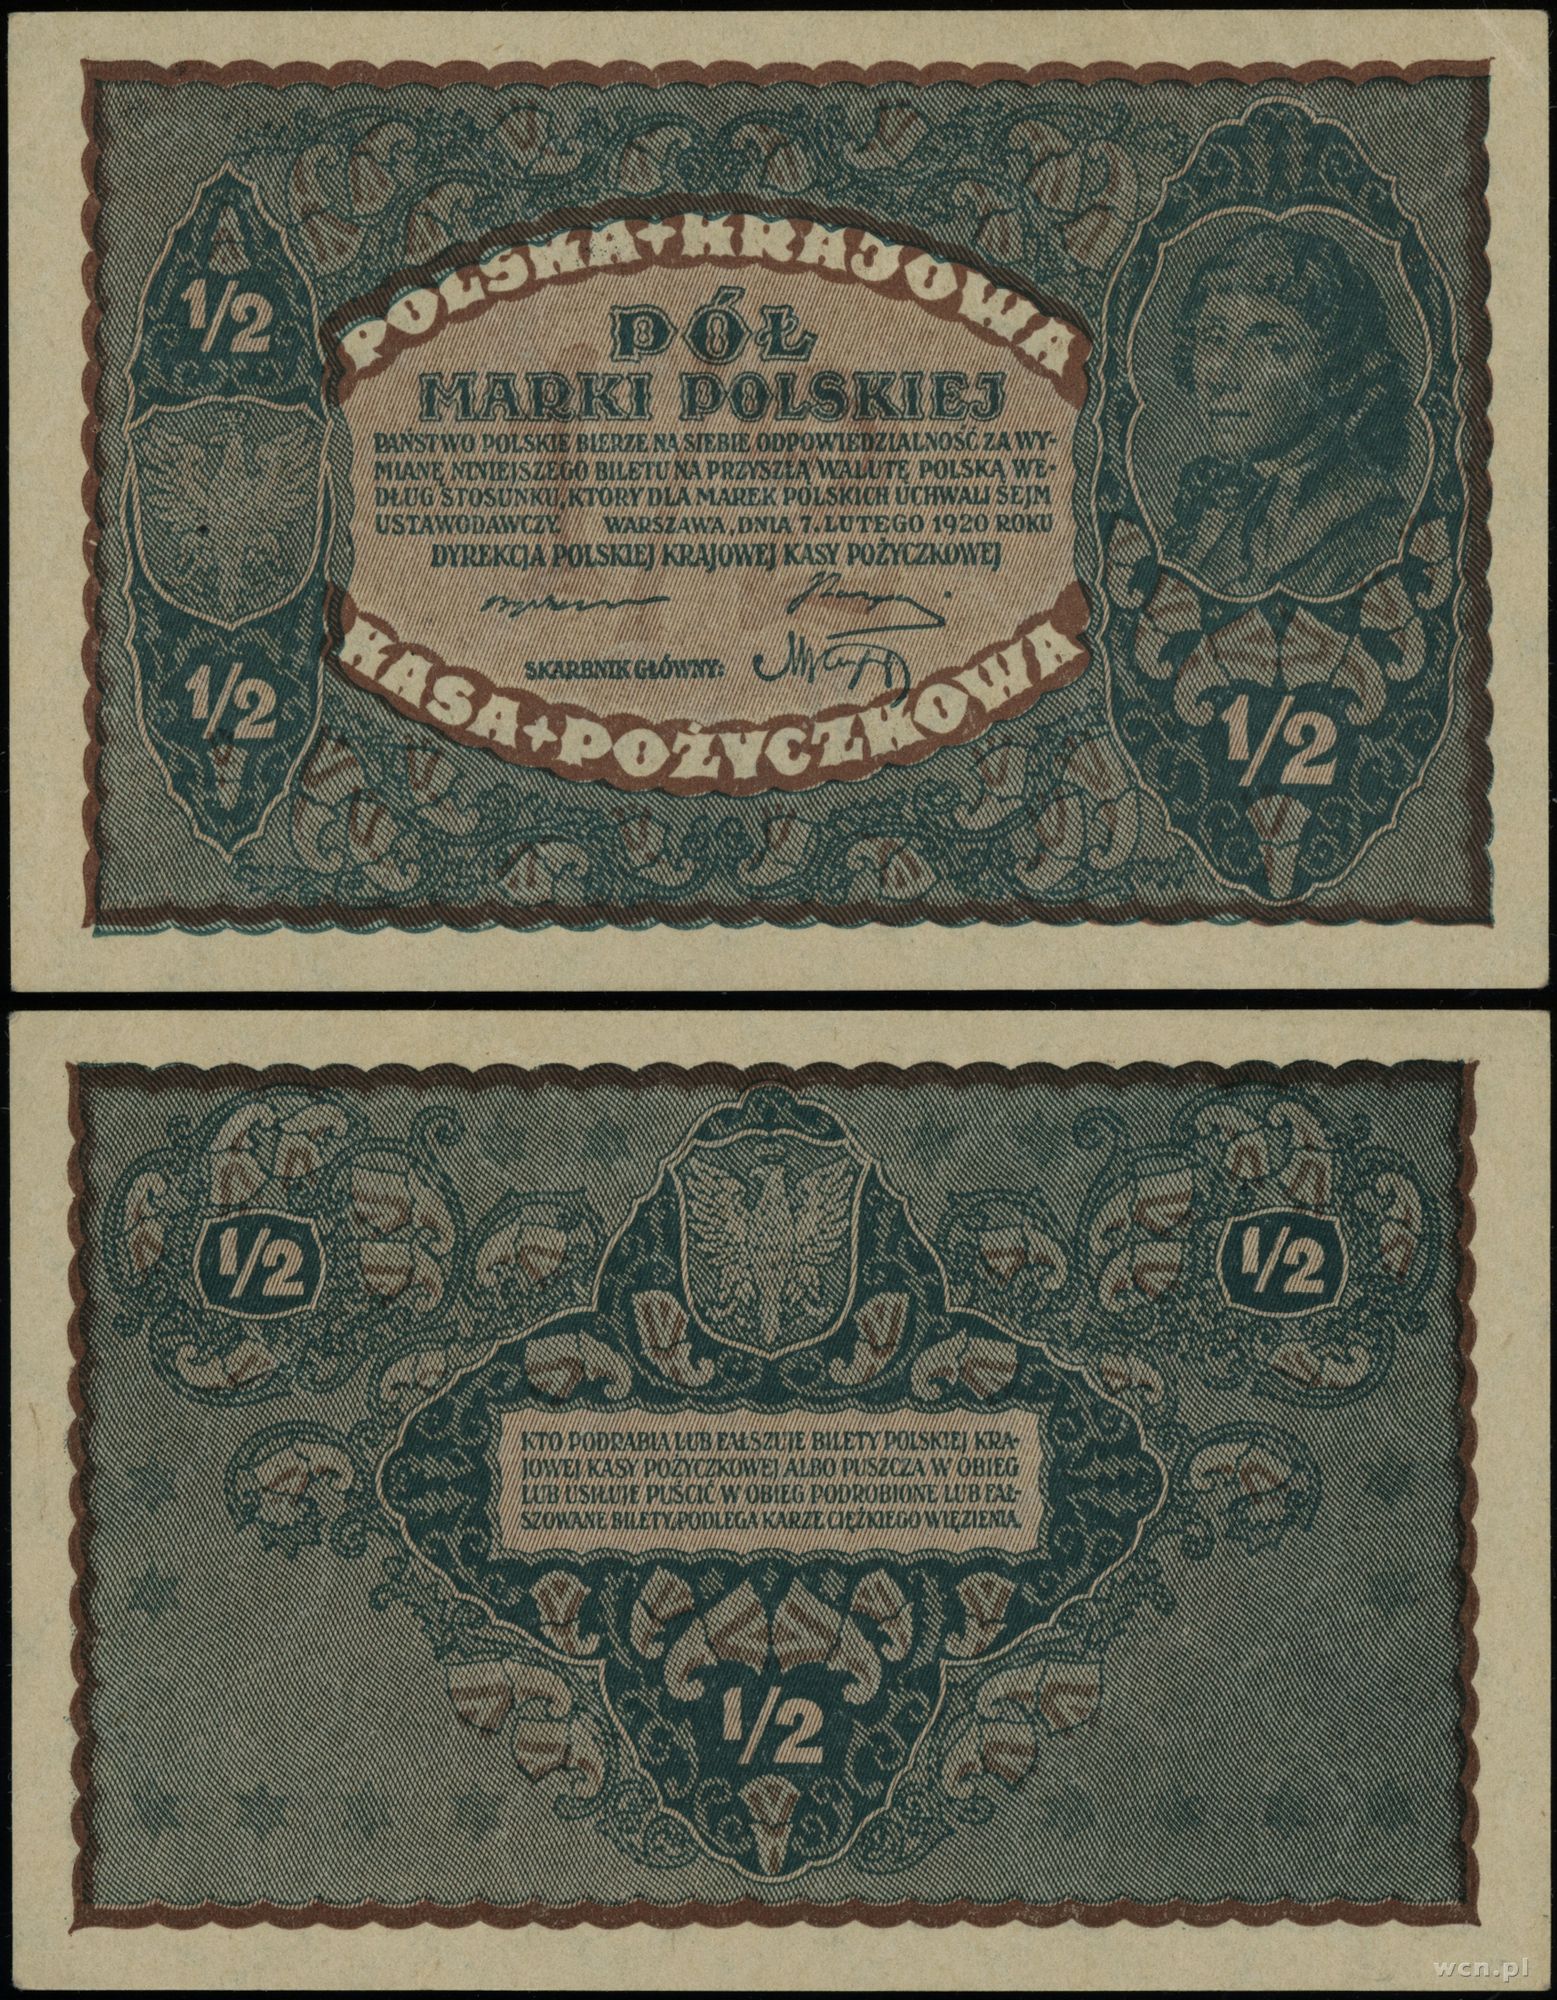 POLSKA + KRAJOWA
1/2
PÓŁ
MARKI POLSKIEJ
PAŃSTWO POLSKIE BIERZE NA SIEBIE ODPOWIEDZIALNOŚĆ ZA WY-
MIANĘ NINIEJSZEGO BILETU NA PRZYSZŁĄ WALUTĘ POLSKĄ WE-
DŁUG STOSUNKU, KTÓRY DLA MAREK POLSKICH UCHWALI SEJM
USTAWODAWCZY. WARSZAWA, DNIA 7. LUTEGO 1920 ROKU
DYREKCJA POLSKIEJ KRAJOWEJ KASY POŻYCZKOWEJ
SKARBNIK GŁÓWNY:
1/2
1/2
KASA + POŻYCZKOWA
1/2
1/2
KTO PODRABIA LUB FAŁSZUJE BILETY POLSKIEJ KRA-
JOWEJ KASY POŻYCZKOWEJ ALBO PUSZCZA W OBIEG
LUB USIŁUJE PUŚCIĆ W OBIEG PODROBIONE LUB FAŁ-
SZOWANE BILETY, PODLEGA KARZE CIĘŻKIEGO WIĘZIENIA.
1/2
wcn.pl